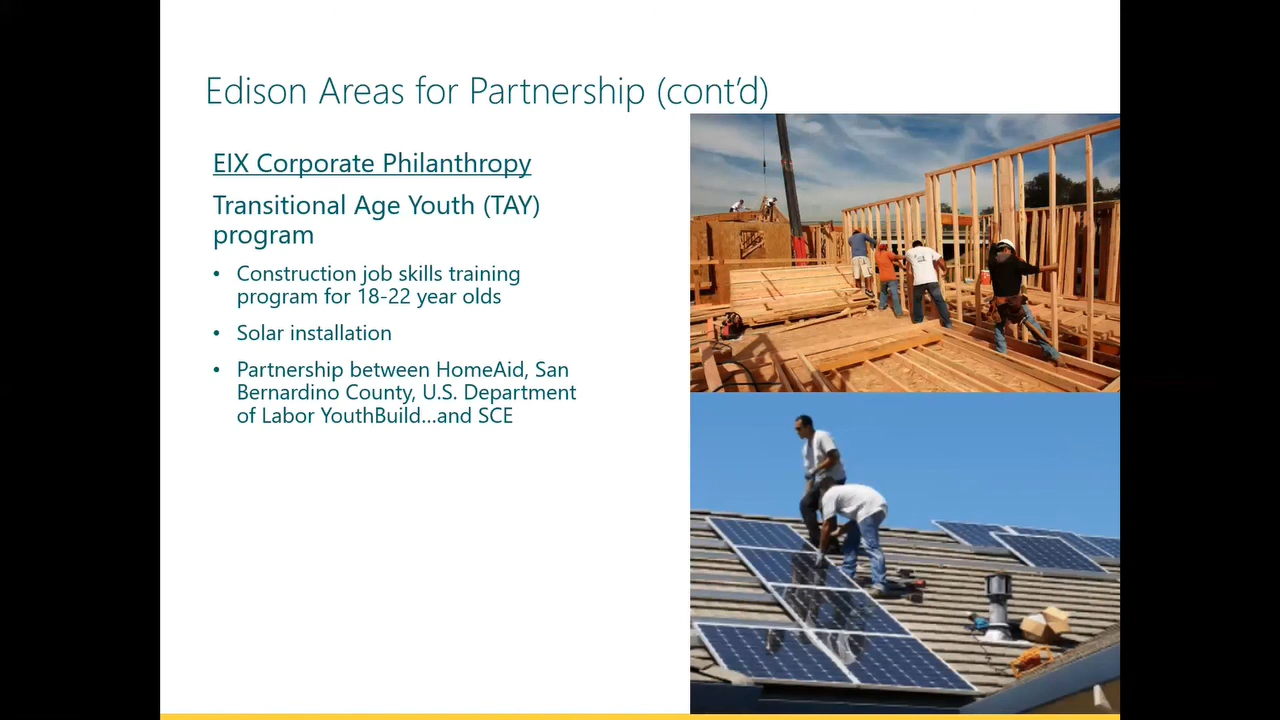 Edison Areas for Partnership (cont'd)
EIX Corporate Philanthropy
Transitional Age Youth (TAY)
program
• Construction job skills training
program for 18-22 year olds
• Solar installation
• Partnership between HomeAid, San
Bernardino County, U.S. Department
of Labor YouthBuild...and SCE